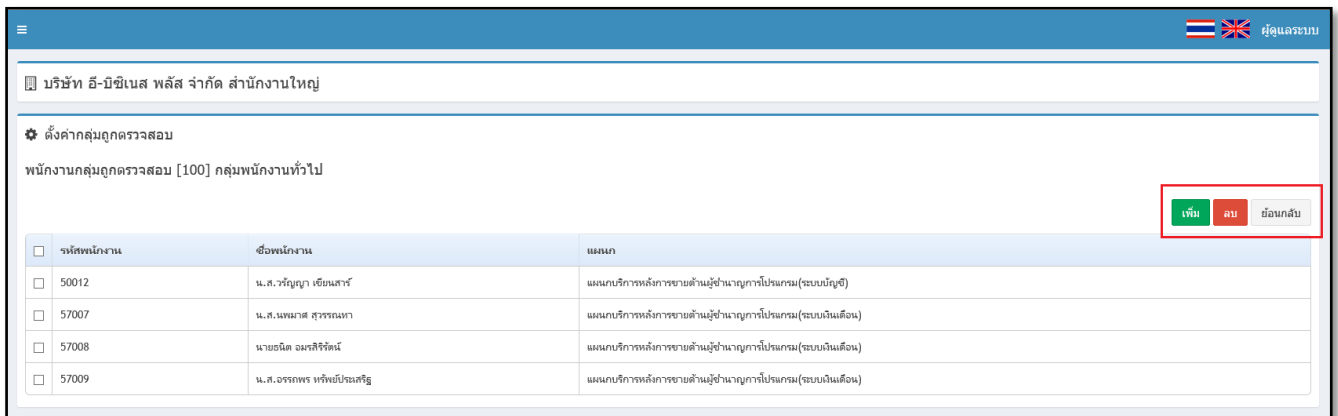 ผู้ดูแลระบบ
บริษัท อี-บิซิเนส พลัส จำกัด สำนักงานใหญ่
ตั้งค่ากลุ่มถูกตรวจสอบ
พนักงานกลุ่มถูกตรวจสอบ [100] กลุ่มพนักงานทั่วไป
เพิ่ม ลบ ย้อนกลับ
รหัสพนักงาน ชื่อพนักงาน แผนก
50012 น.ส.วรัญญา เขียนสาร์ แผนกบริการหลังการขายด้านผู้ชำนาญการโปรแกรม(ระบบบัญชี)
57007 น.ส.นพมาศ สุวรรณทา แผนกบริการหลังการขายด้านผู้ชำนาญการโปรแกรม(ระบบเงินเดือน)
57008 นายธนิต อมรสิริรัตน์ แผนกบริการหลังการขายด้านผู้ชำนาญการโปรแกรม(ระบบเงินเดือน)
57009 น.ส.อรรถพร ทรัพย์ประเสริฐ แผนกบริการหลังการขายด้านผู้ชำนาญการโปรแกรม(ระบบเงินเดือน)